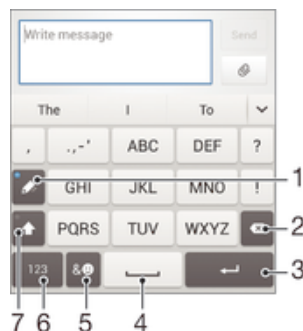 Write message
Send
The I To
, .,-' ABC DEF ?
GHI JKL MNO ! 1
PQRS TUV WXYZ 2
123 &☻ 3
7 6 5 4